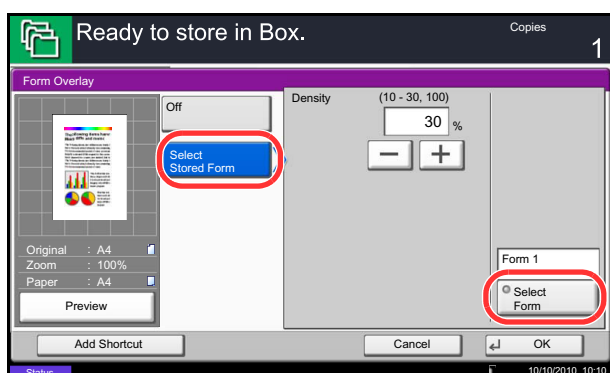 Ready to store in Box.
Copies
1
Form Overlay
Off
Select
Stored Form
Density
(10 - 30, 100)
30 %
Form 1
Select
Form
Original : A4
Zoom : 100%
Paper : A4
Preview
Add Shortcut
Cancel
OK
Status
10/10/2010 10:10